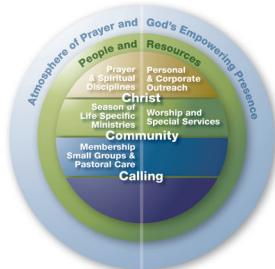 Atmosphere of Prayer and God's Empowering Presence
People and Resources
Prayer
& Spiritual
Disciplines
Personal
& Corporate
Outreach
Christ
Season of
Life Specific
Ministries
Worship and
Special Services
Community
Membership
Small Groups &
Pastoral Care
Calling